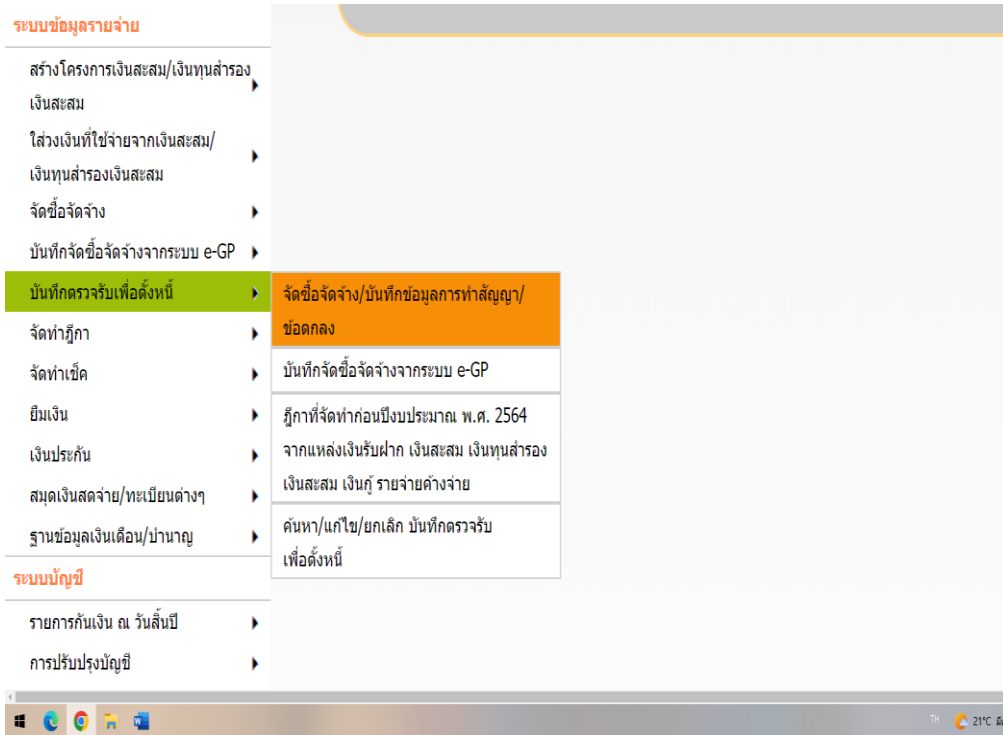 ระบบข้อมูลรายจ่าย
สร้างโครงการเงินสะสม/เงินทุนสำรอง
เงินสะสม
ใส่วงเงินที่ใช้จ่ายจากเงินสะสม/
เงินทุนสำรองเงินสะสม
จัดซื้อจัดจ้าง
บันทึกจัดซื้อจัดจ้างจากระบบ e-GP
บันทึกตรวจรับเพื่อตั้งหนี้
จัดทำฎีกา
จัดทำเช็ค
ยืมเงิน
เงินประกัน
สมุดเงินสดจ่าย/ทะเบียนต่างๆ
ฐานข้อมูลเงินเดือน/บำนาญ
ระบบบัญชี
รายการกันเงิน ณ วันสิ้นปี
การปรับปรุงบัญชี
จัดซื้อจัดจ้าง/บันทึกข้อมูลการทำสัญญา/
ข้อตกลง
บันทึกจัดซื้อจัดจ้างจากระบบ e-GP
ฎีกาที่จัดทำก่อนปีงบประมาณ พ.ศ. 2564
จากแหล่งเงินรับฝาก เงินสะสม เงินทุนสำรอง
เงินสะสม เงินกู้ รายจ่ายค้างจ่าย
ค้นหา/แก้ไข/ยกเลิก บันทึกตรวจรับ
เพื่อตั้งหนี้
TH 21°C